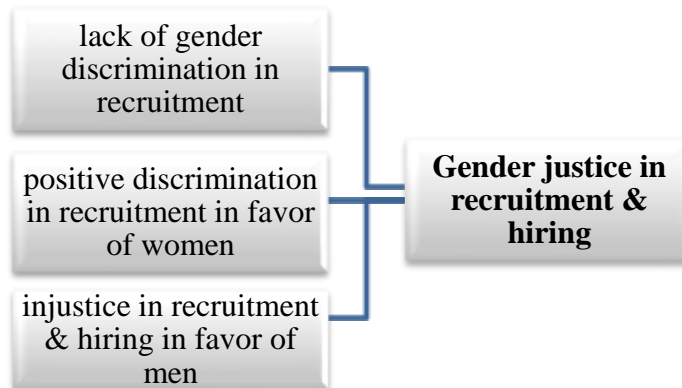 lack of gender
discrimination in
recruitment
positive discrimination
in recruitment in favor
of women
injustice in recruitment
& hiring in favor of
men
Gender justice in
recruitment &
hiring